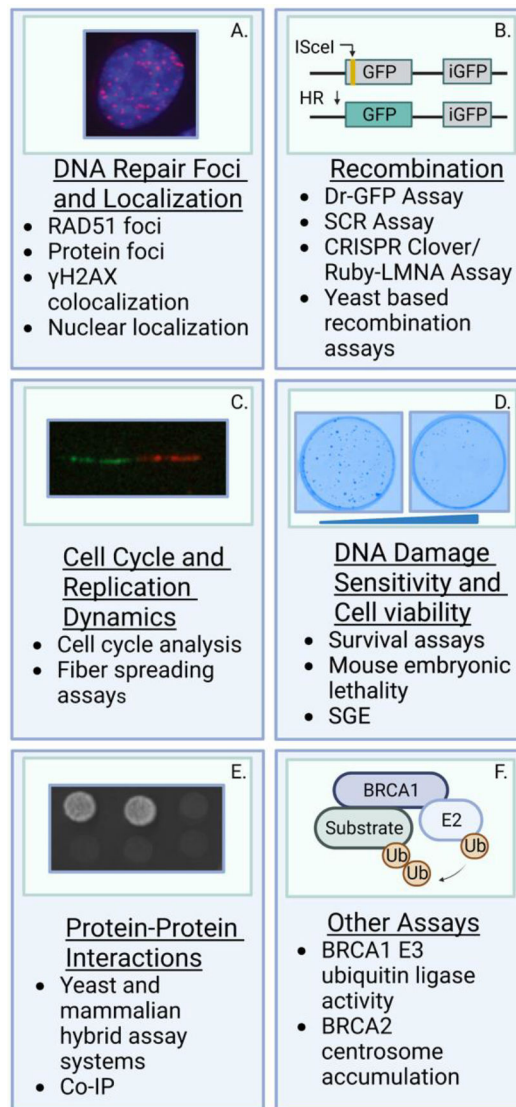 A.
DNA Repair Foci
and Localization
• RAD51 foci
• Protein foci
• γH2AX
colocalization
• Nuclear localization
B.
ISceI
GFP
iGFP
HR
GFP
iGFP
Recombination
• Dr-GFP Assay
• SCR Assay
• CRISPR Clover/
Ruby-LMNA Assay
• Yeast based
recombination
assays
C.
Cell Cycle and
Replication
Dynamics
• Cell cycle analysis
• Fiber spreading
assays
D.
DNA Damage
Sensitivity and
Cell viability
• Survival assays
• Mouse embryonic
lethality
• SGE
E.
Protein-Protein
Interactions
• Yeast and
mammalian
hybrid assay
systems
• Co-IP
F.
BRCA1
Substrate
E2
Ub
Ub
Ub
Other Assays
• BRCA1 E3
ubiquitin ligase
activity
• BRCA2
centrosome
accumulation